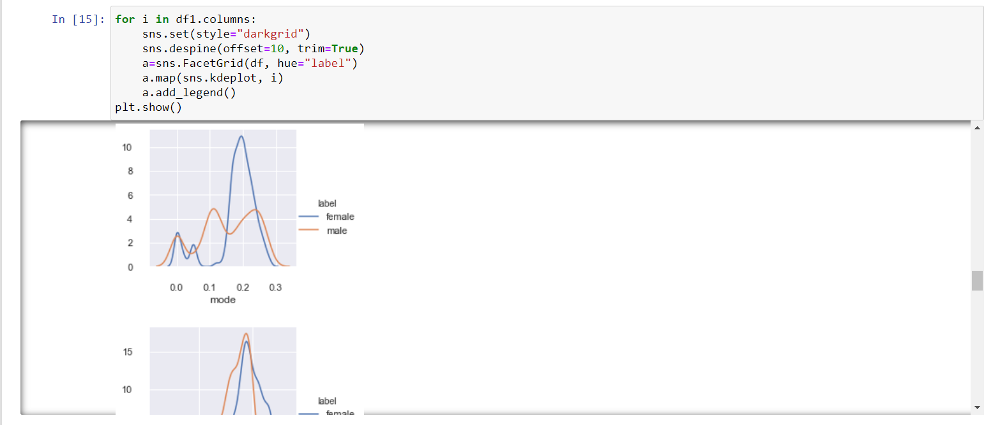 In [15]: for i in df1.columns:
    sns.set(style="darkgrid")
    sns.despine(offset=10, trim=True)
    a=sns.FacetGrid(df, hue="label")
    a.map(sns.kdeplot, i)
    a.add_legend()
plt.show()
10
8
6
4
2
0
0.0 0.1 0.2 0.3
mode
label
female
male
15
10
label
female